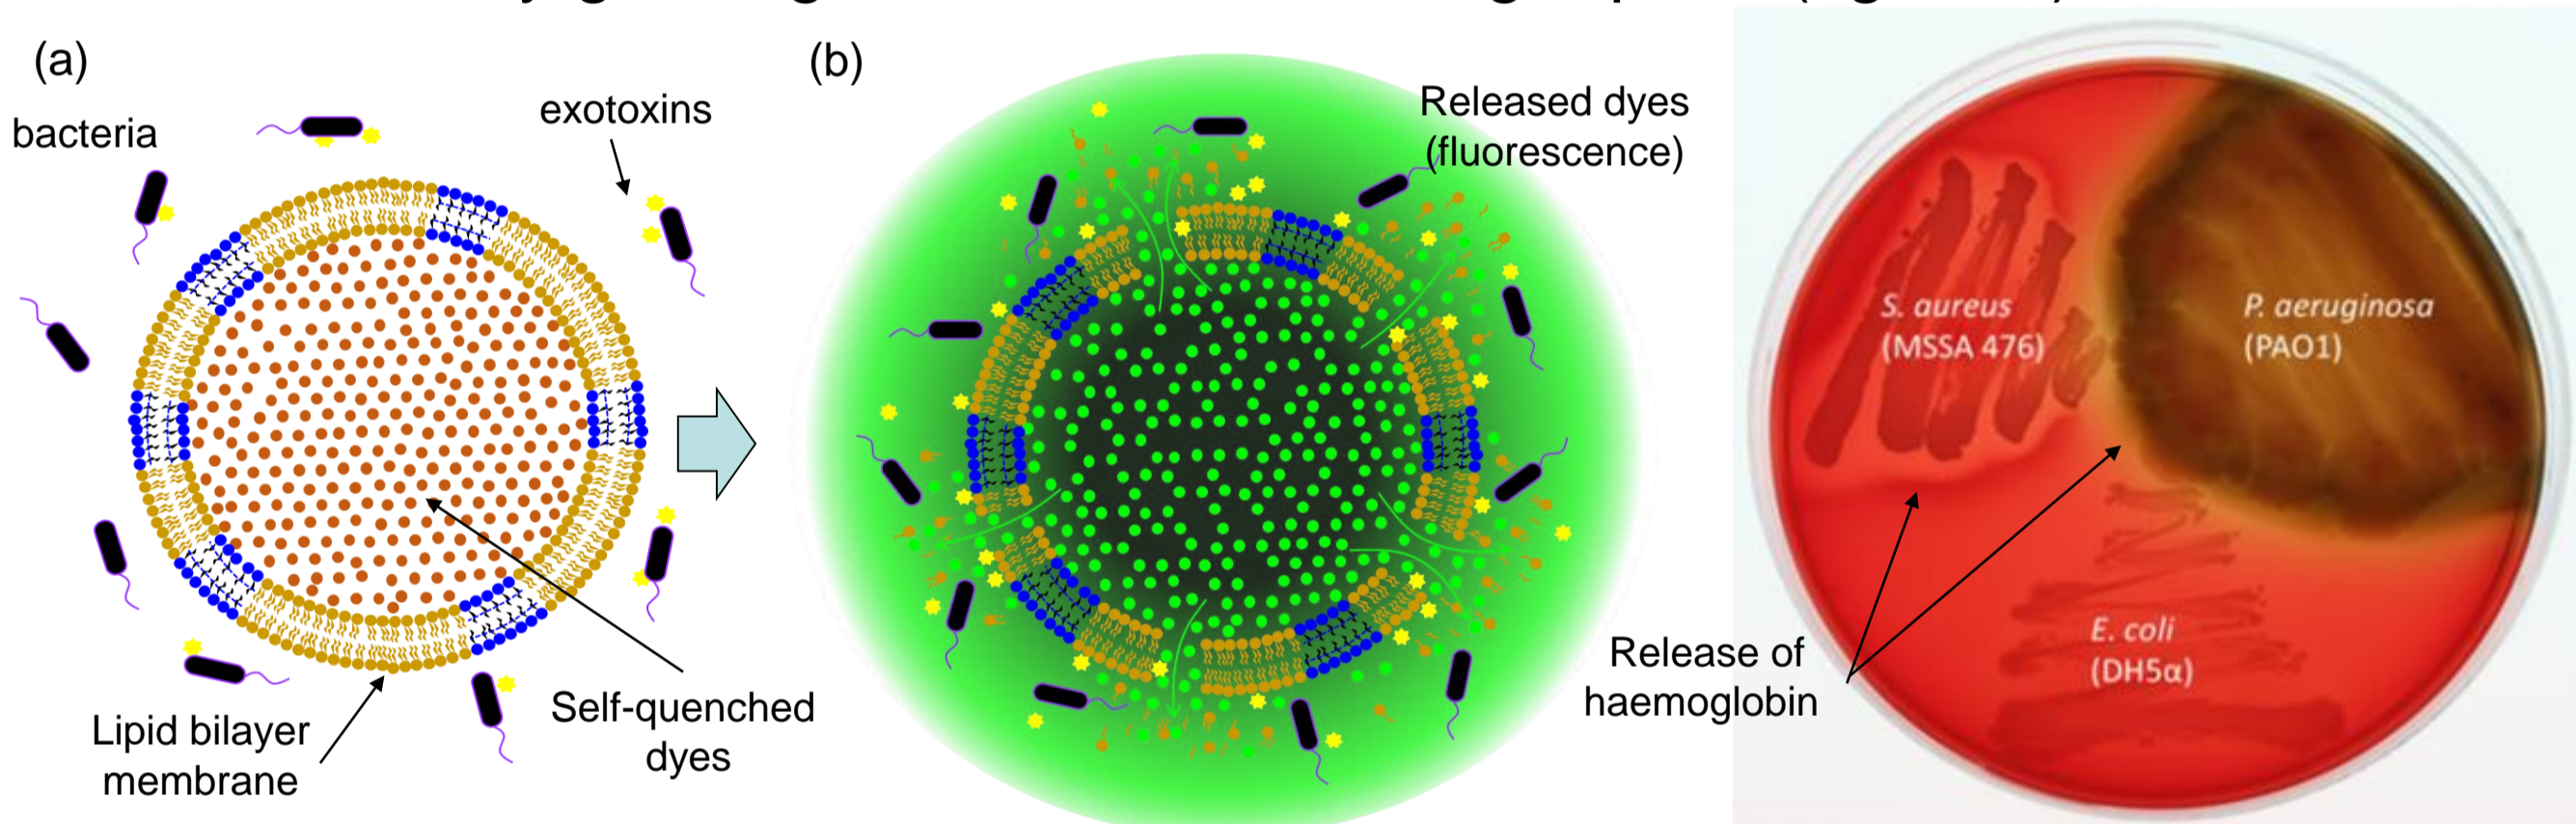 (a)
bacteria
exotoxins
Lipid bilayer
membrane
Self-quenched
dyes
(b)
Released dyes
(fluorescence)
Release of
haemoglobin
S. aureus
(MSSA 476)
P. aeruginosa
(PAO1)
E. coli
(DH5α)